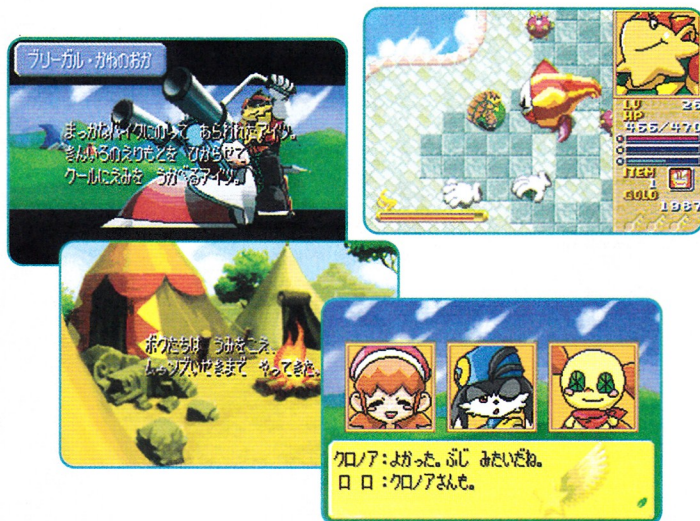 ブリーガル・かねのおか
まっかなバイクにのって あらわれたアイツ。
きんいろのえりもとを ひからせて、
クールにえみを うかべるアイツ。
LV 26
HP
455/470
ITEM
1
GOLD
1987
ボクたちは うみをこえ、
ムゥンズいせきまで やってきた。
クロノア:よかった。ぶじ みたいだね。
ロロ:クロノアさんも。